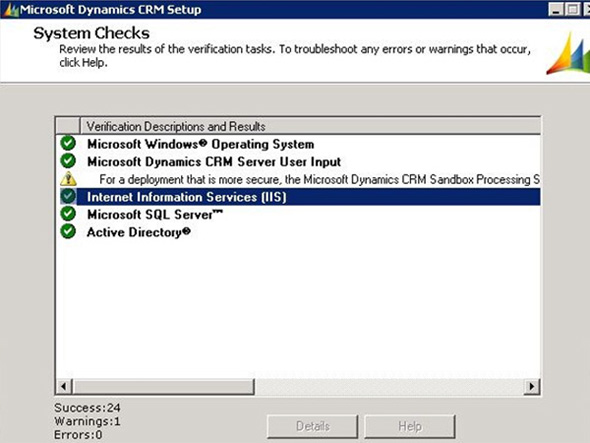 Microsoft Dynamics CRM Setup
System Checks
Review the results of the verification tasks. To troubleshoot any errors or warnings that occur,
click Help.
Verification Descriptions and Results
Microsoft Windows® Operating System
Microsoft Dynamics CRM Server User Input
For a deployment that is more secure, the Microsoft Dynamics CRM Sandbox Processing S
Internet Information Services (IIS)
Microsoft SQL Server™
Active Directory®
Success:24
Warnings:1
Errors:0
Details
Help